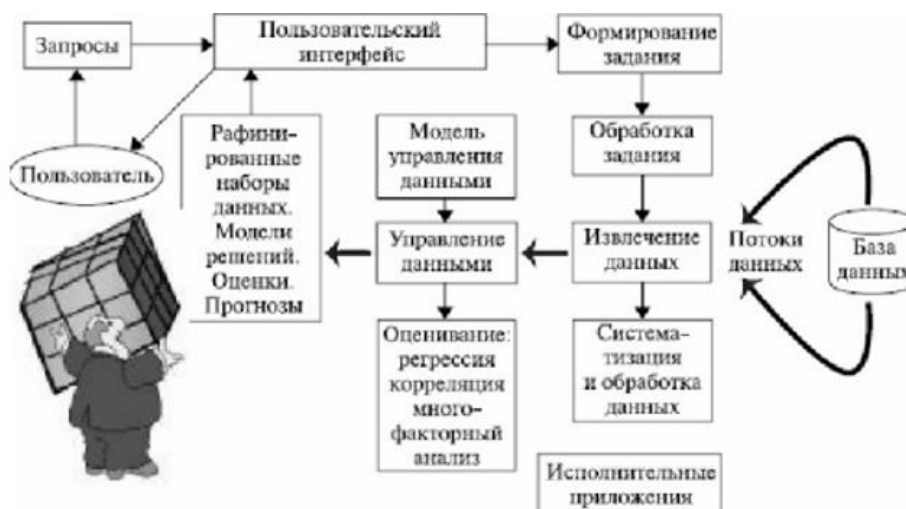 Запросы
Пользовательский
интерфейс
Формирование
задания
Пользователь
Рафини-
рованные
наборы
данных.
Модели
решений.
Оценки.
Прогнозы
Модель
управления
данными
Обработка
задания
Управление
данными
Извлечение
данных
Потоки
данных
База
данных
Оценивание:
регрессия
корреляция
много-
факторный
анализ
Система-
тизация
и обработка
данных
Исполнительные
приложения